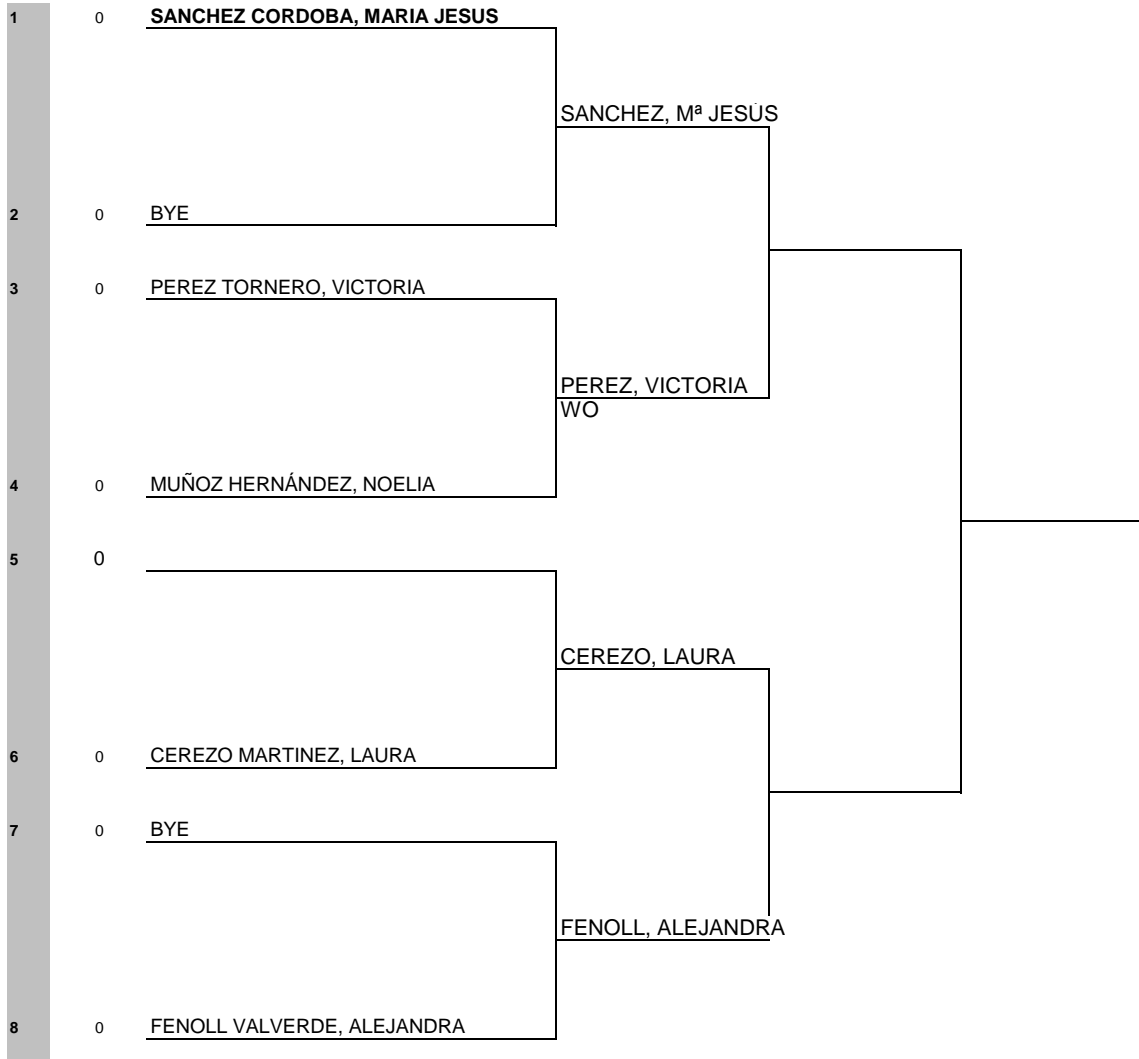 1 0 SANCHEZ CORDOBA, MARIA JESUS
SANCHEZ, Mª JESÚS
2 0 BYE
3 0 PEREZ TORNERO, VICTORIA
PEREZ, VICTORIA
WO
4 0 MUÑOZ HERNÁNDEZ, NOELIA
5 0
CEREZO, LAURA
6 0 CEREZO MARTINEZ, LAURA
7 0 BYE
FENOLL, ALEJANDRA
8 0 FENOLL VALVERDE, ALEJANDRA